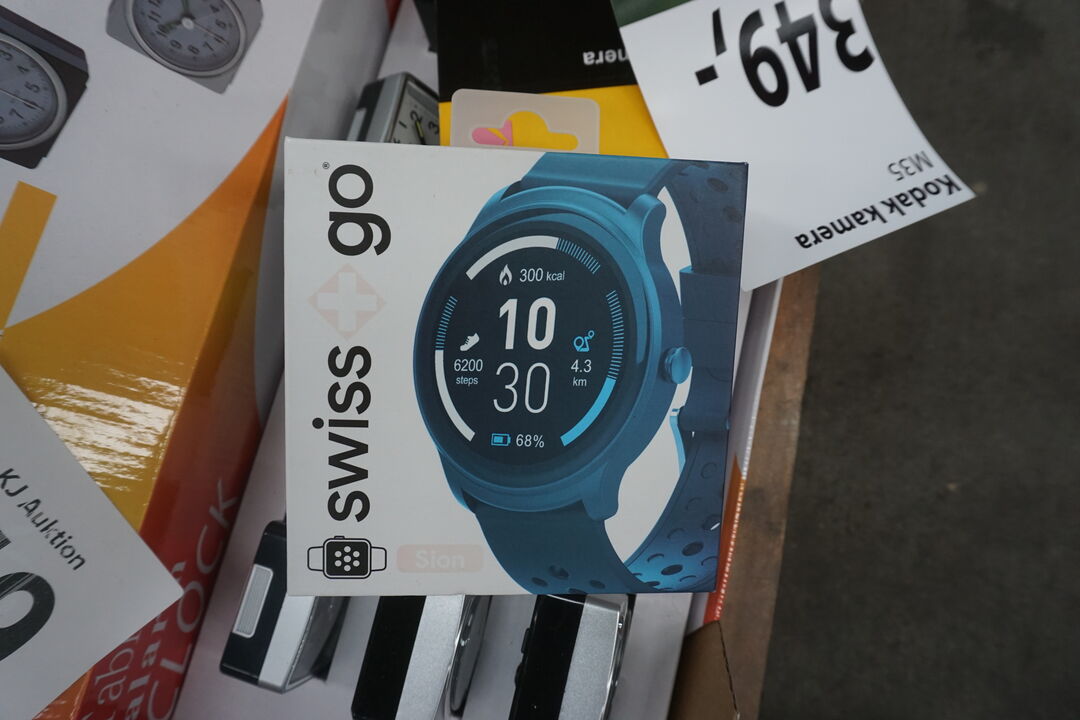 swiss go®
300 kcal
10
30
6200
steps
4.3
km
68%
Sion
349,-
Kodak kamera
M35
kamera
KJ Auktion
CLOCK